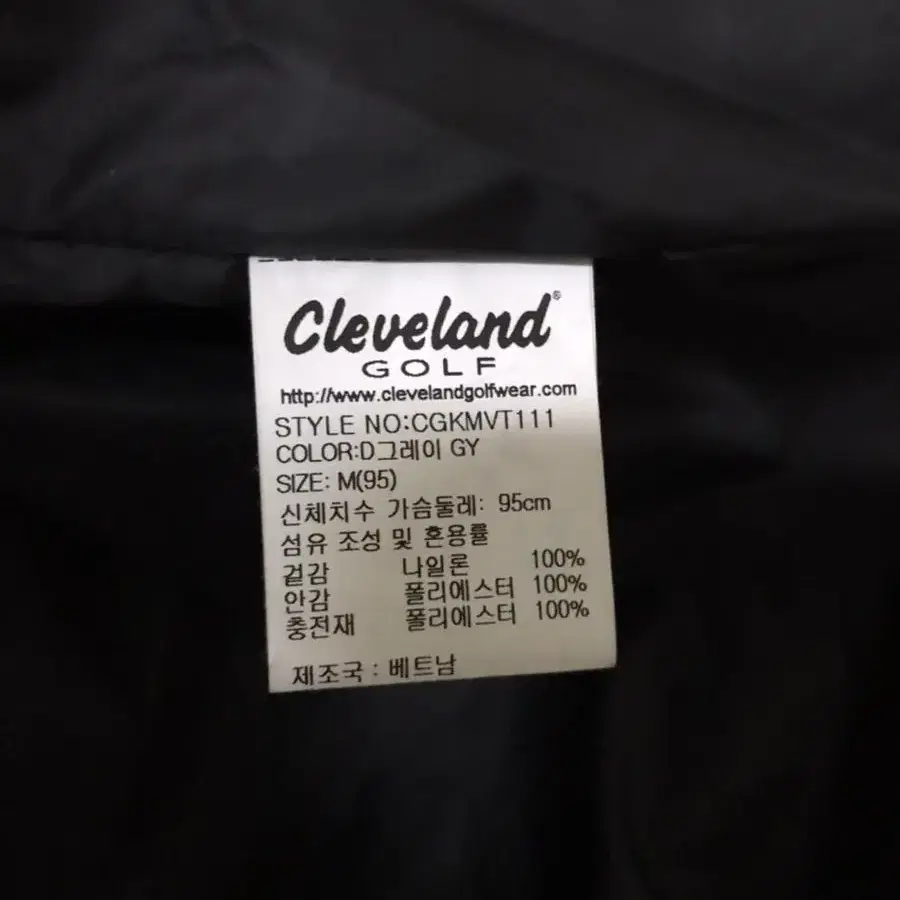 Cleveland®
GOLF
http://www.clevelandgolfwear.com
STYLE NO:CGKMVT111
COLOR:D그레이 GY
SIZE: M(95)
신체치수 가슴둘레: 95cm
섬유 조성 및 혼용률
겉감 나일론 100%
안감 폴리에스터 100%
충전재 폴리에스터 100%
제조국 : 베트남